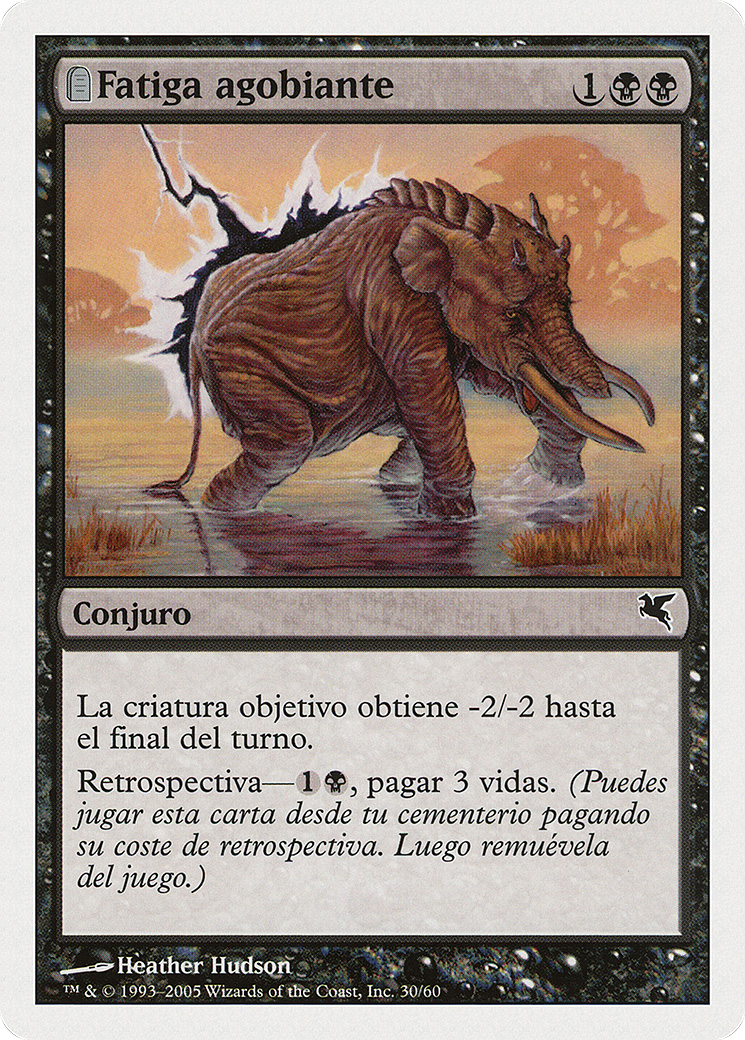 Fatiga agobiante 1
Conjuro
La criatura objetivo obtiene -2/-2 hasta
el final del turno.
Retrospectiva—1, pagar 3 vidas. (Puedes
jugar esta carta desde tu cementerio pagando
su coste de retrospectiva. Luego remuévela
del juego.)
Heather Hudson
™ & © 1993–2005 Wizards of the Coast, Inc. 30/60